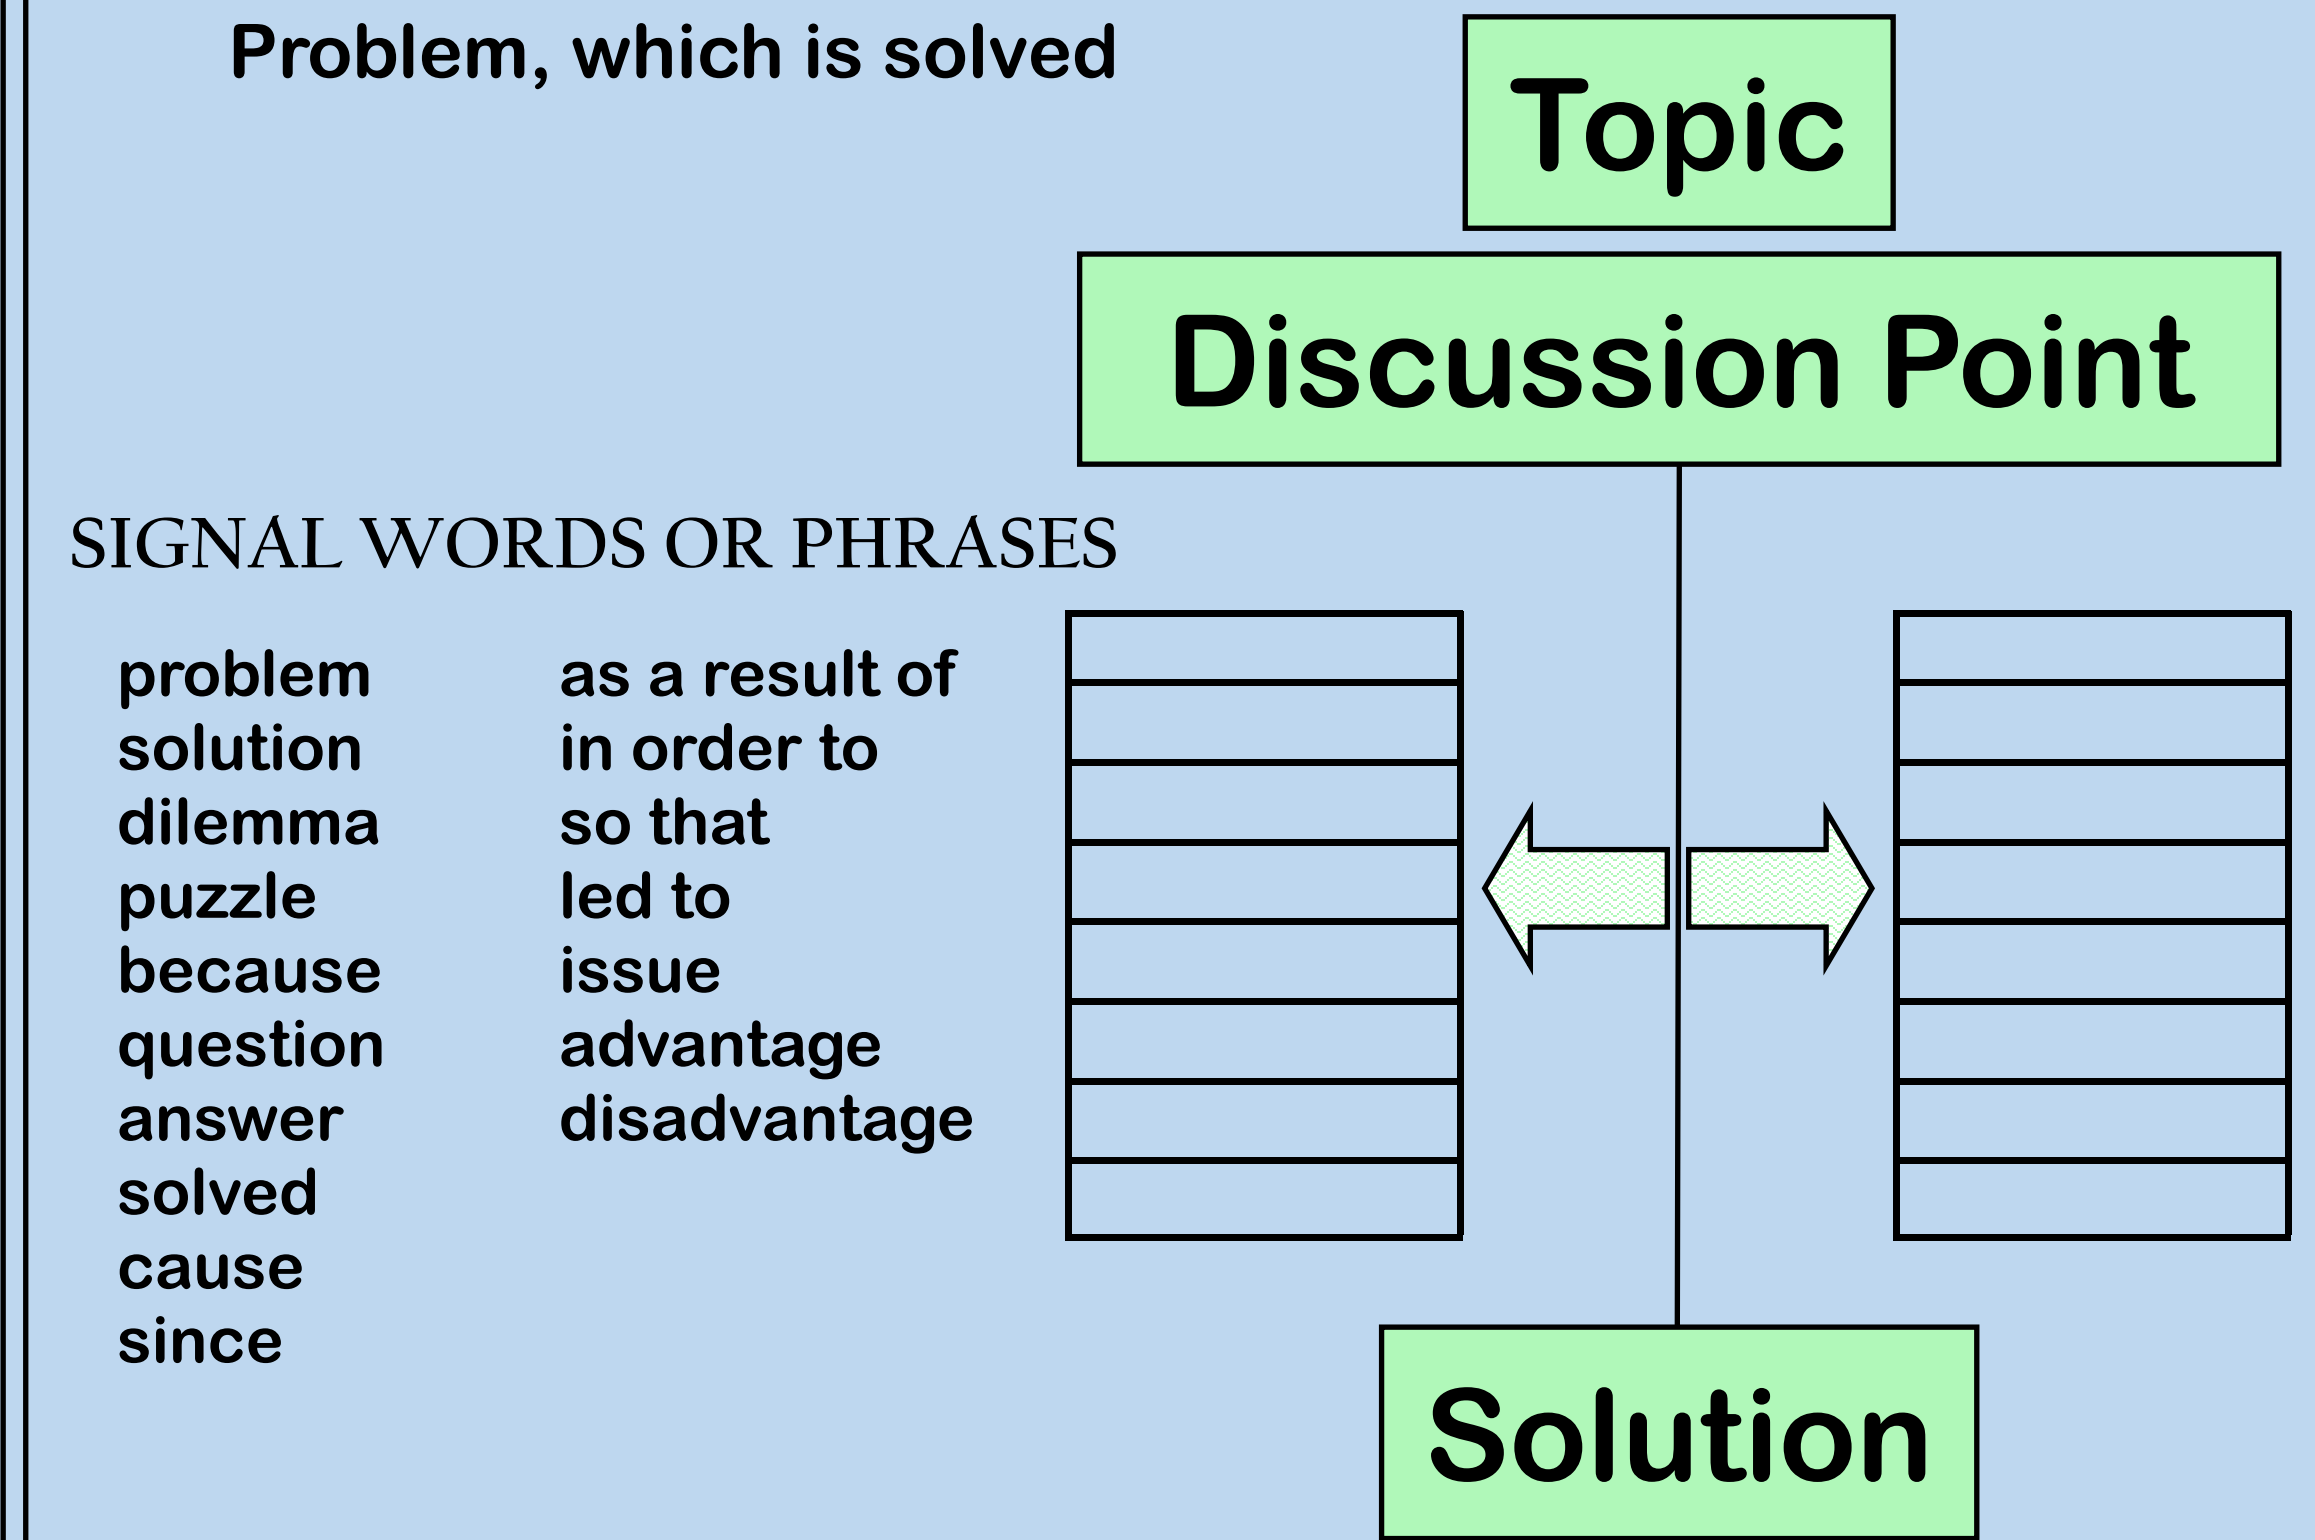 Problem, which is solved
Topic
Discussion Point
SIGNAL WORDS OR PHRASES
problem
solution
dilemma
puzzle
because
question
answer
solved
cause
since
as a result of
in order to
so that
led to
issue
advantage
disadvantage
Solution